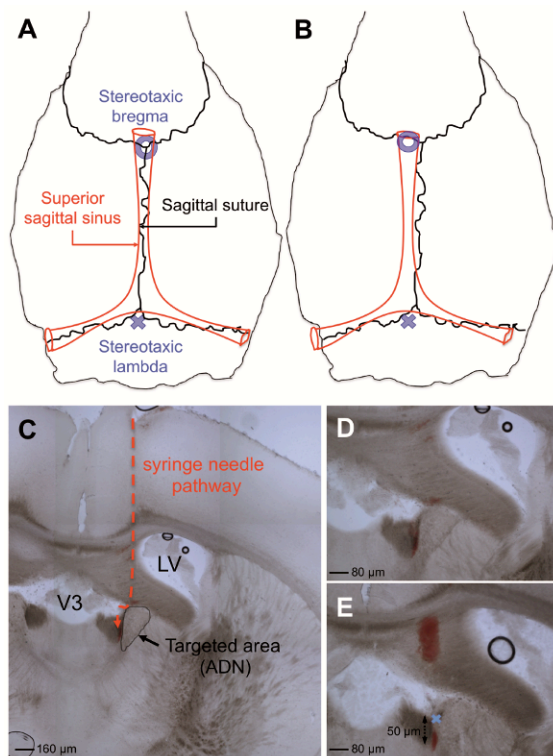 A
B
Stereotaxic
bregma
Superior
sagittal sinus
Sagittal suture
Stereotaxic
lambda
C
syringe needle
pathway
LV
V3
Targeted area
(ADN)
160 µm
D
80 µm
E
50 µm
80 µm